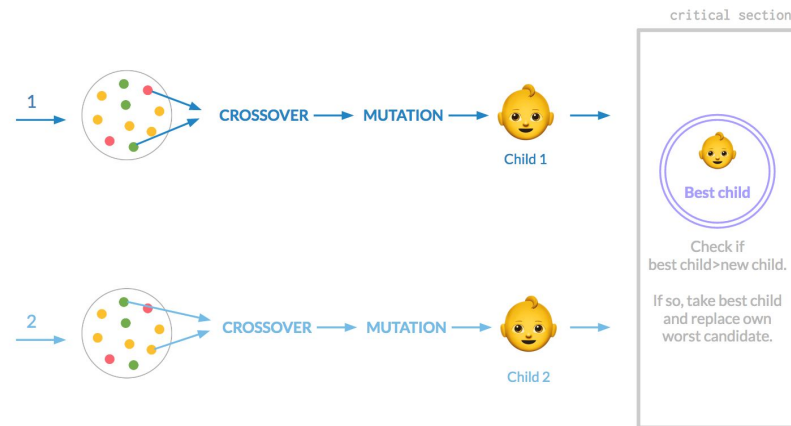 critical section
1
CROSSOVER
MUTATION
Child 1
Best child
Check if
best child>new child.
If so, take best child
and replace own
worst candidate.
2
CROSSOVER
MUTATION
Child 2